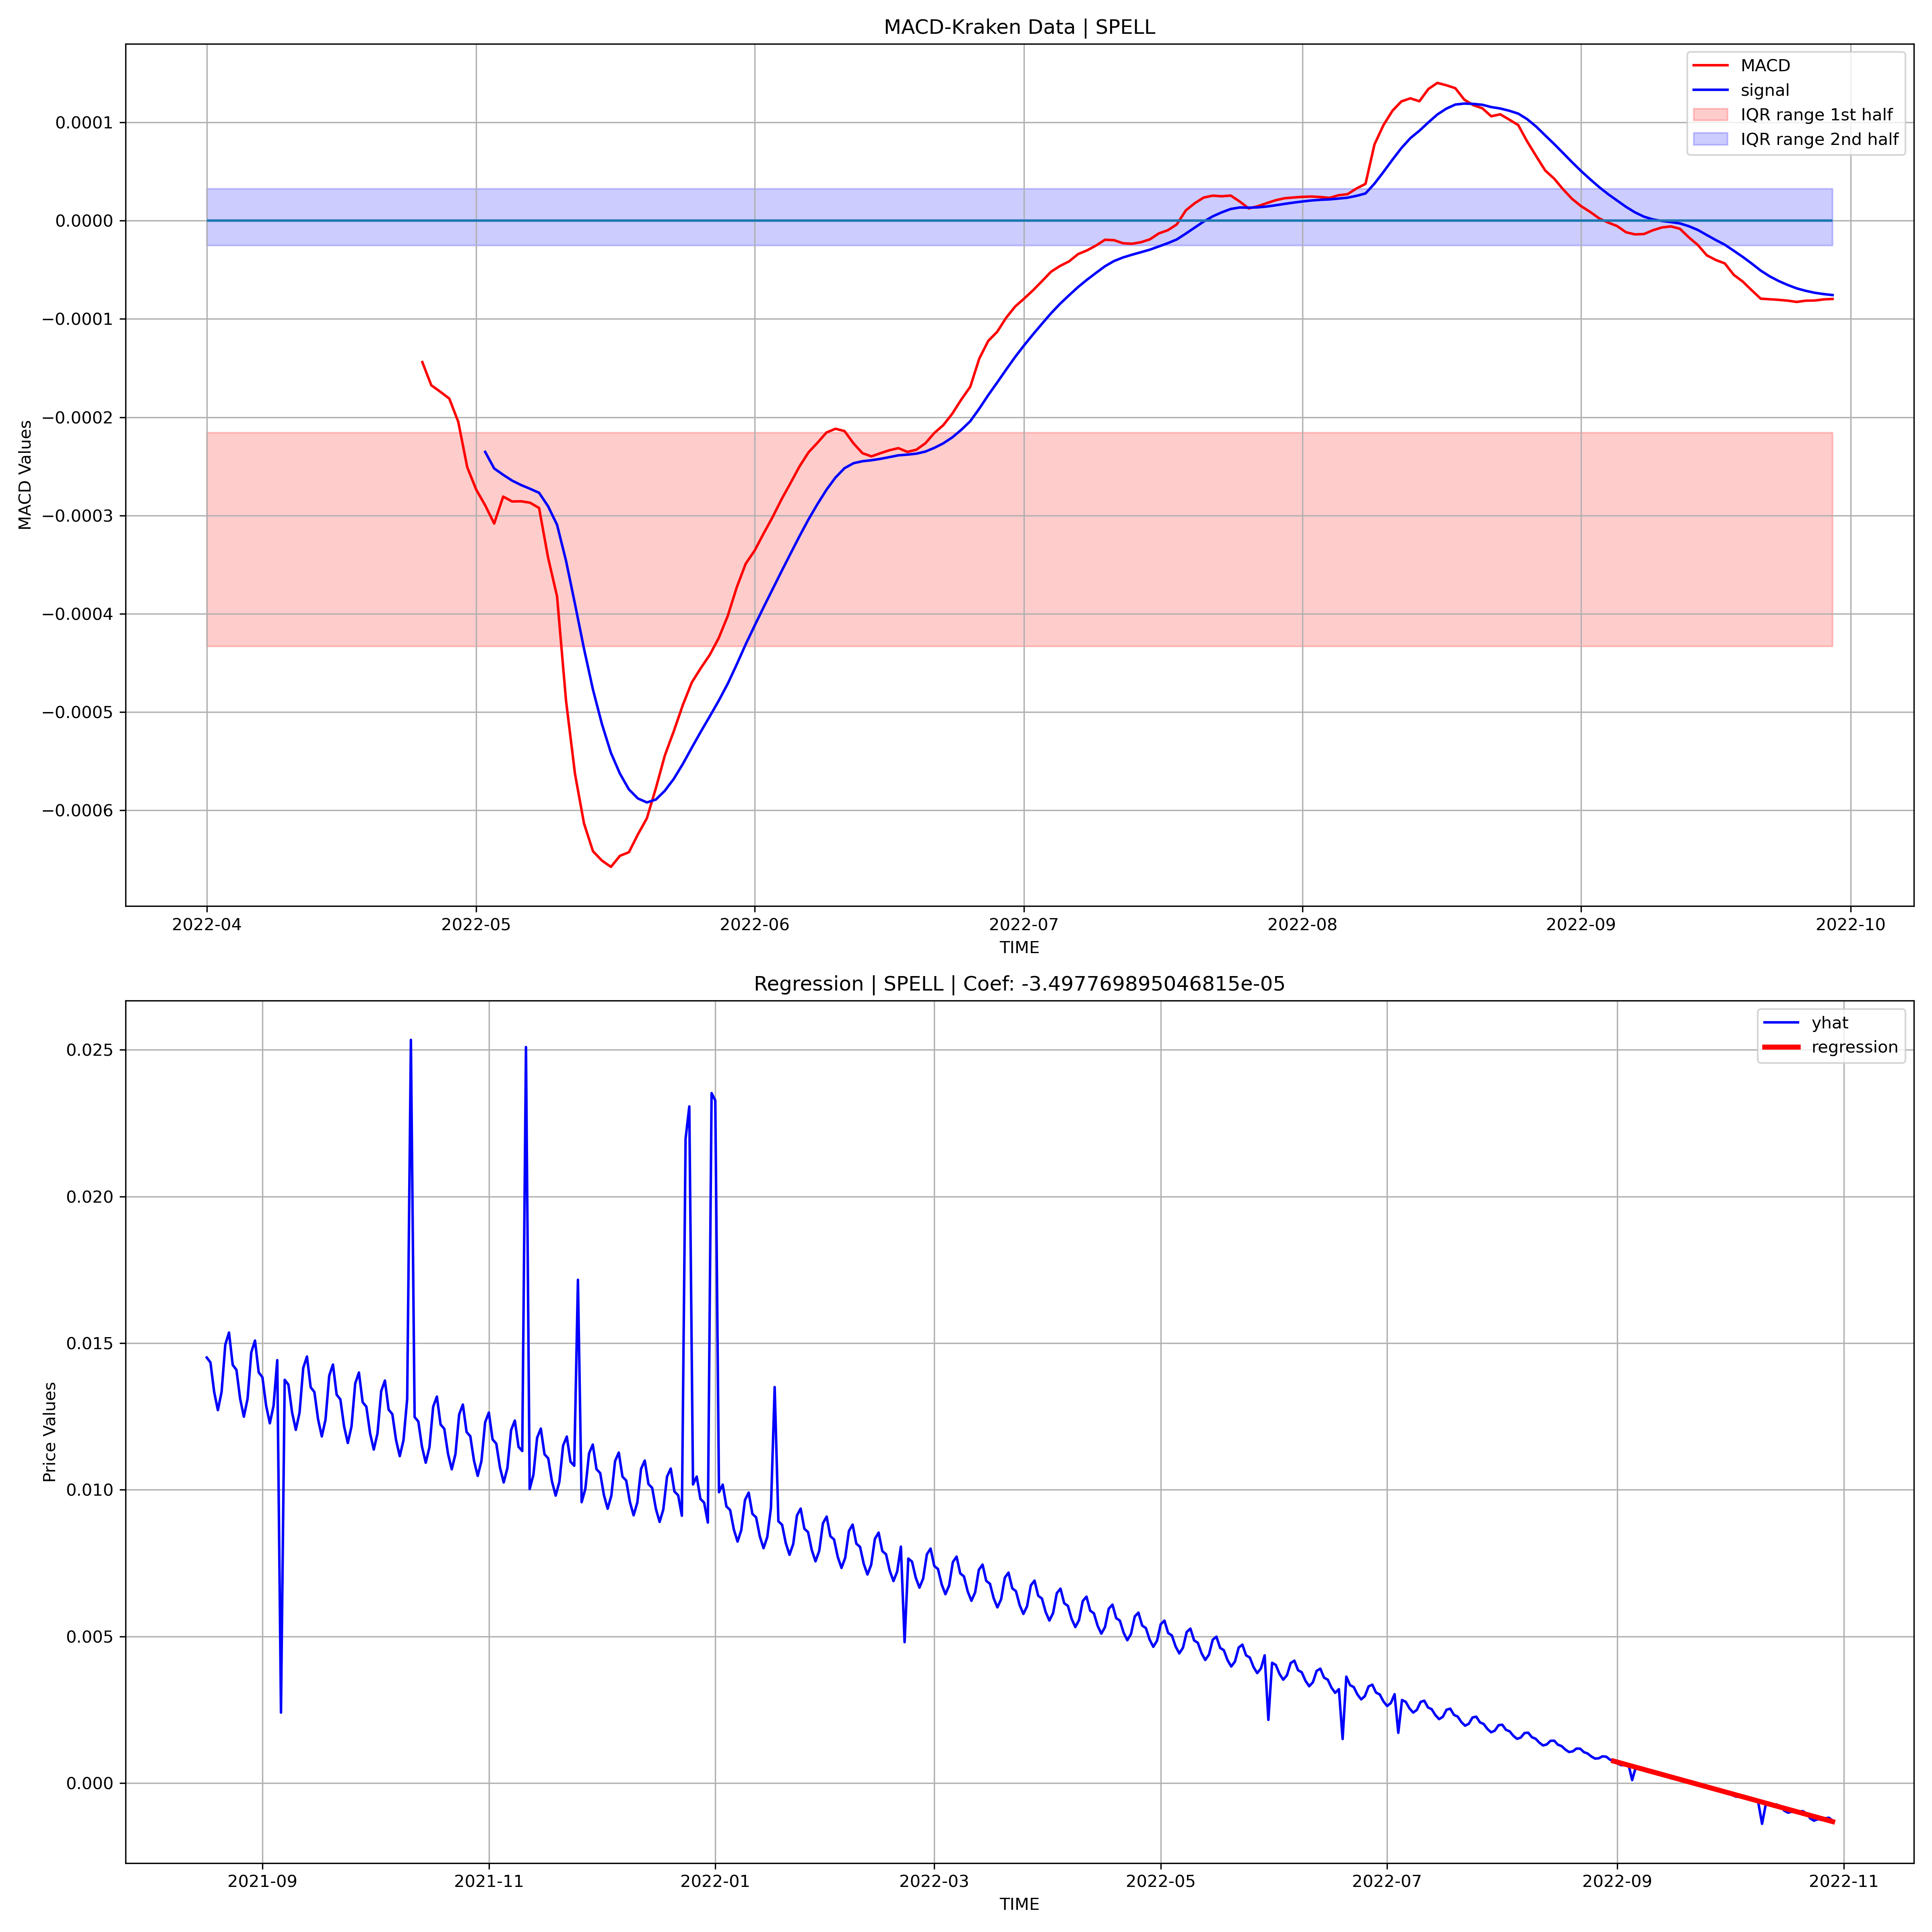 MACD-Kraken Data | SPELL
MACD
signal
IQR range 1st half
IQR range 2nd half
MACD Values
0.0001
0.0000
−0.0001
−0.0002
−0.0003
−0.0004
−0.0005
−0.0006
2022-04 2022-05 2022-06 2022-07 2022-08 2022-09 2022-10
TIME
Regression | SPELL | Coef: -3.497769895046815e-05
yhat
regression
Price Values
0.025
0.020
0.015
0.010
0.005
0.000
2021-09 2021-11 2022-01 2022-03 2022-05 2022-07 2022-09 2022-11
TIME